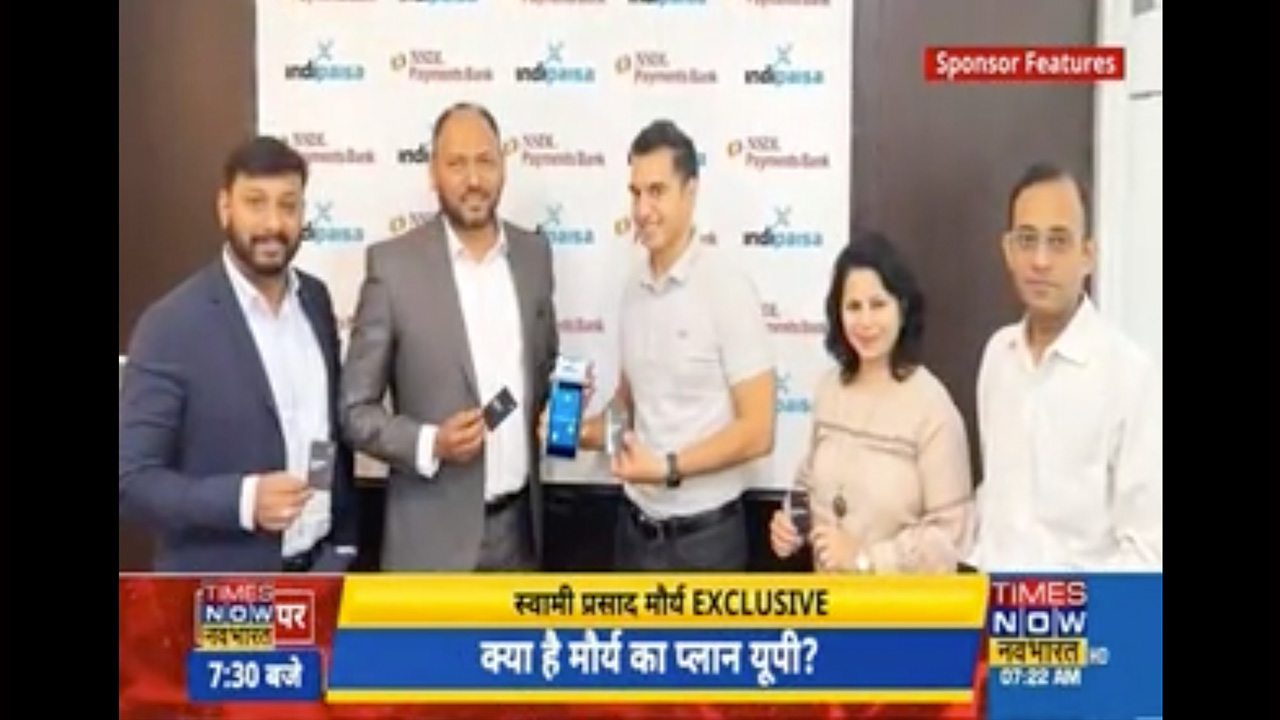 indipaisa
NSDL
Payments Bank
indipaisa
NSDL
Payments Bank
indipaisa
Sponsor Features
NSDL
Payments Bank
NSDL
Payments Bank
NSDL
Payments Bank
indipaisa
indipaisa
indipaisa
TIMES
NOW
नवभारत
पर
7:30 बजे
स्वामी प्रसाद मौर्य EXCLUSIVE
क्या है मौर्य का प्लान यूपी?
TIMES
NOW
नवभारत
HD
07:22 AM